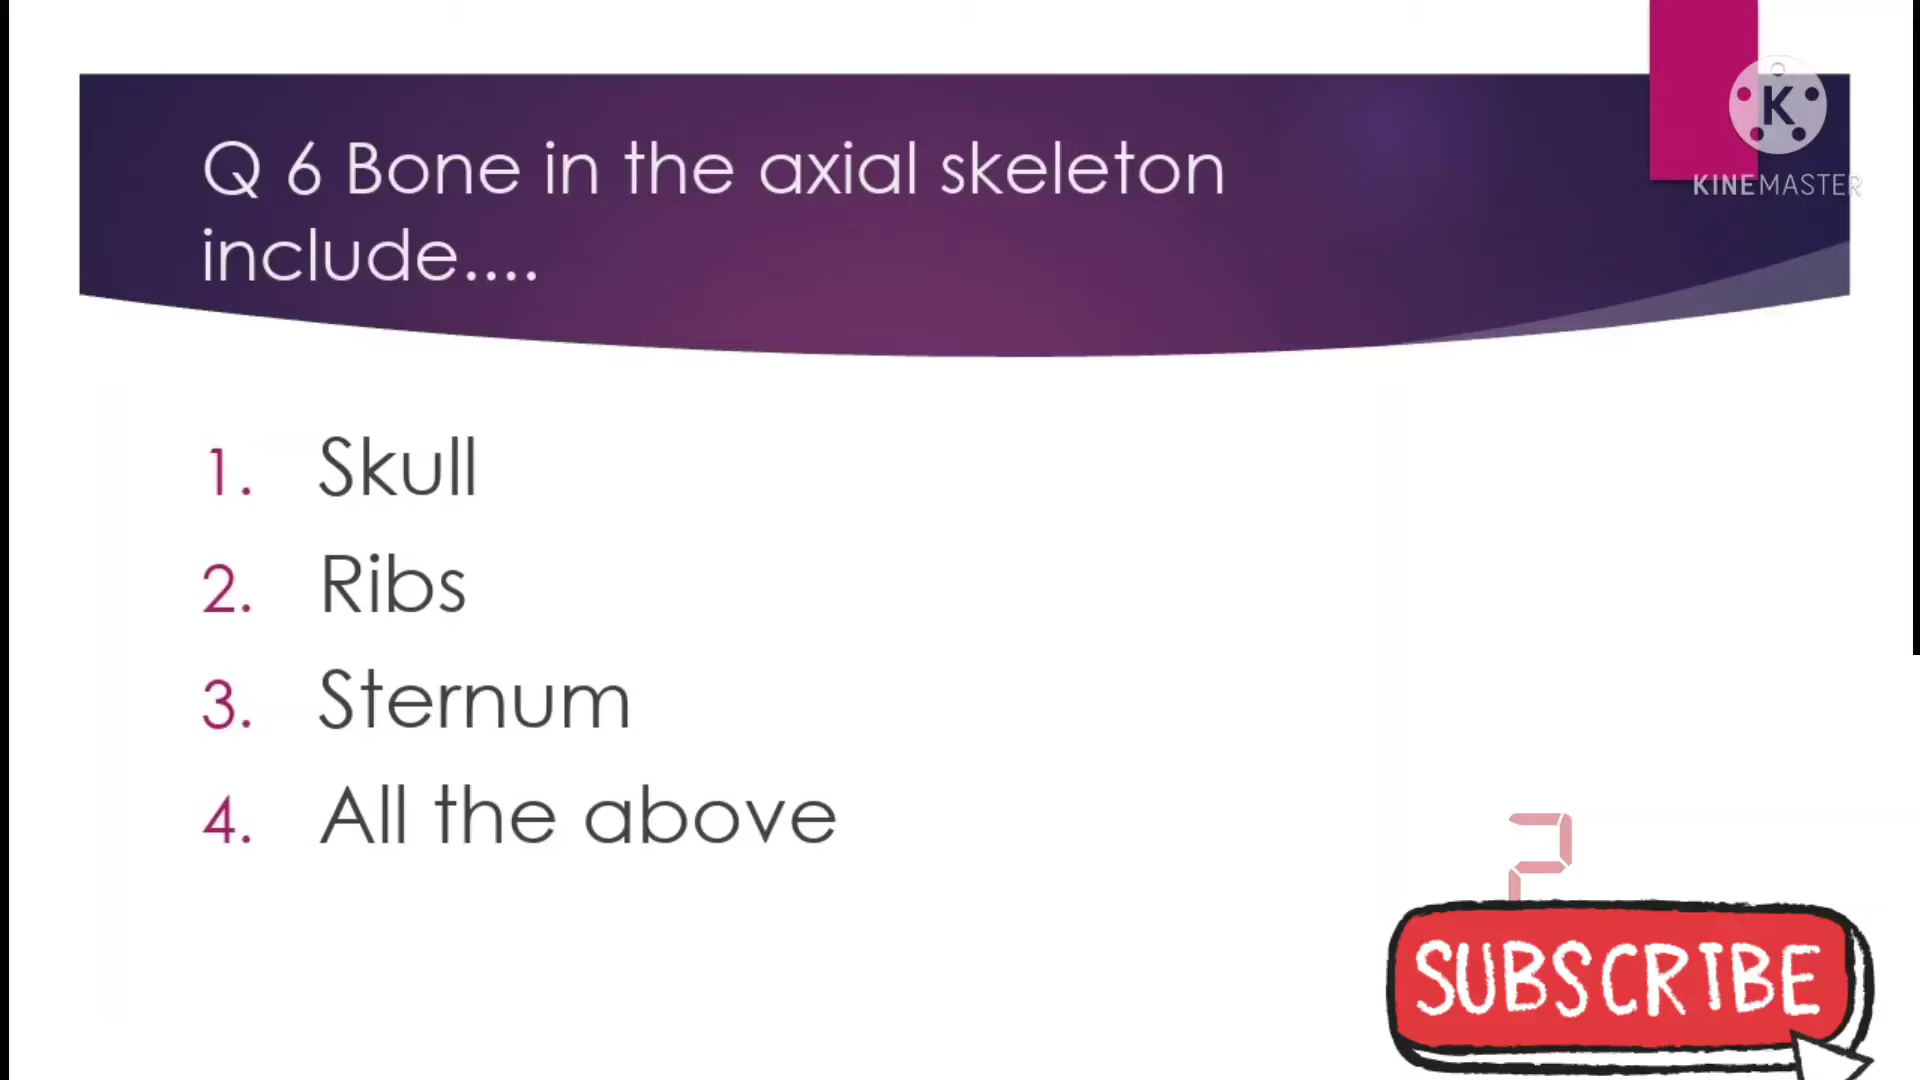 Q 6 Bone in the axial skeleton
include....
K
KINEMASTER
1. Skull
2. Ribs
3. Sternum
4. All the above
2
SUBSCRIBE